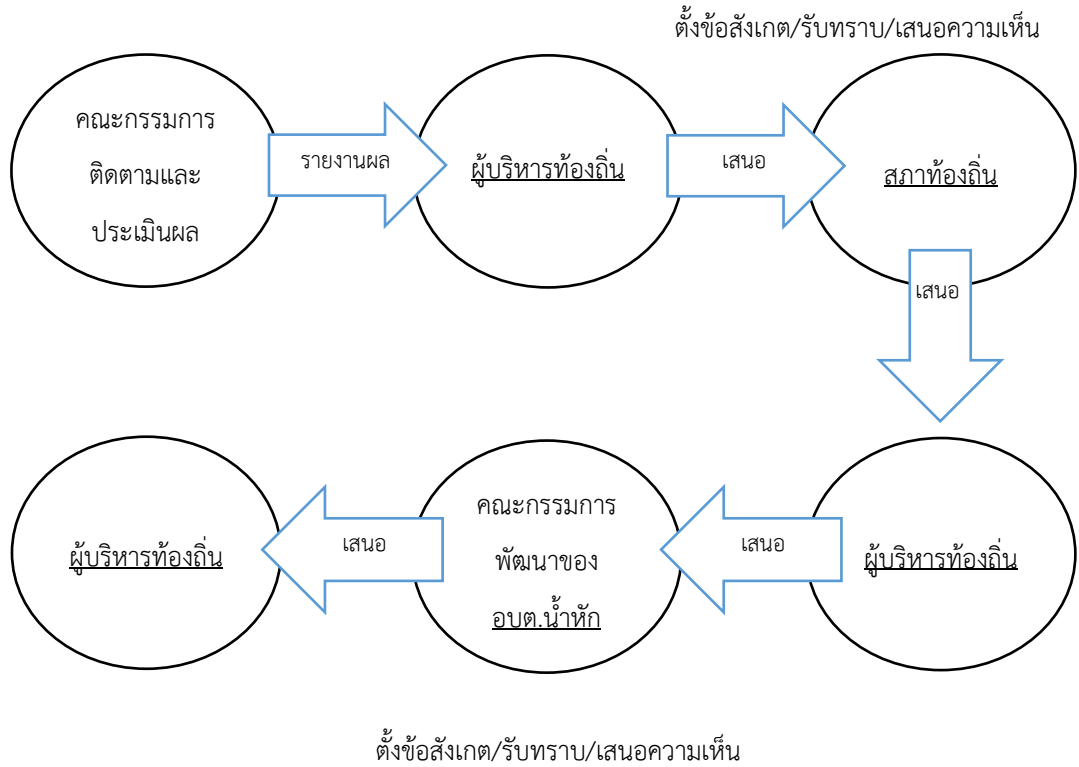 ตั้งข้อสังเกต/รับทราบ/เสนอความเห็น
คณะกรรมการ
ติดตามและ
ประเมินผล
รายงานผล
ผู้บริหารท้องถิ่น
เสนอ
สภาท้องถิ่น
เสนอ
ผู้บริหารท้องถิ่น
เสนอ
คณะกรรมการ
พัฒนาของ
อบต.น้ำหัก
เสนอ
ผู้บริหารท้องถิ่น
ตั้งข้อสังเกต/รับทราบ/เสนอความเห็น